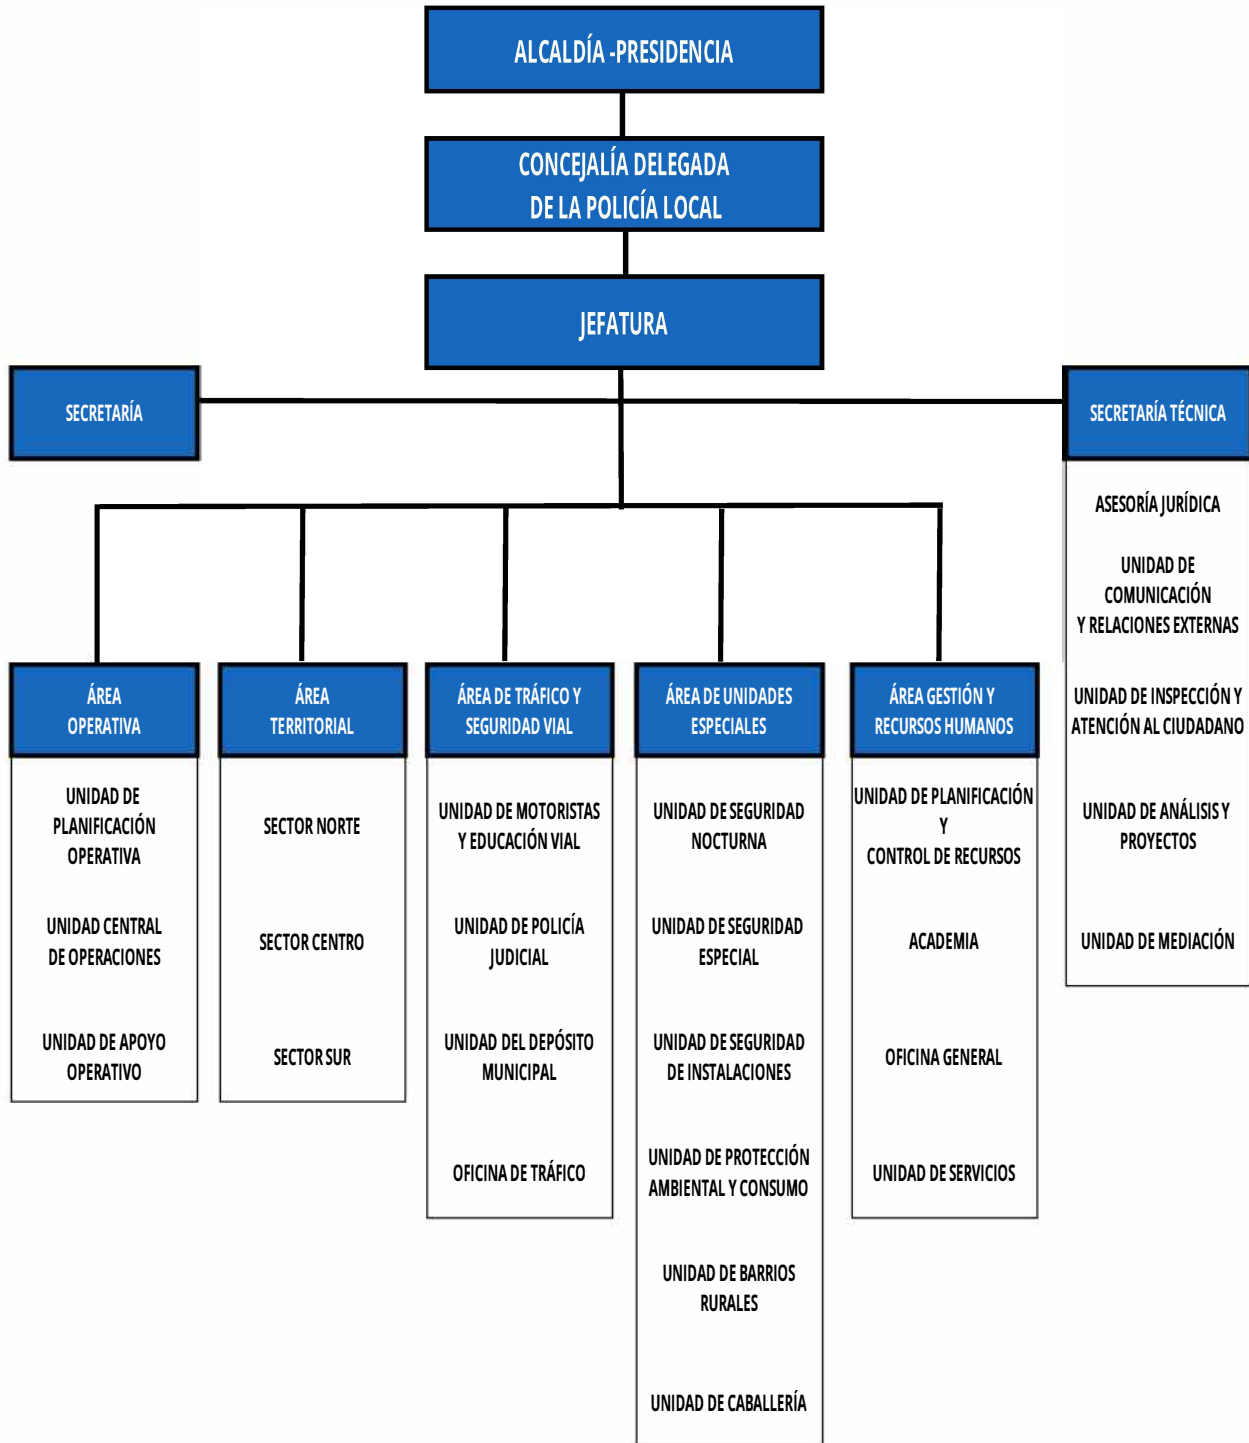 ALCALDÍA -PRESIDENCIA
CONCEJALÍA DELEGADA
DE LA POLICÍA LOCAL
JEFATURA
SECRETARÍA
SECRETARÍA TÉCNICA
ASESORÍA JURÍDICA
UNIDAD DE
COMUNICACIÓN
Y RELACIONES EXTERNAS
UNIDAD DE INSPECCIÓN Y
ATENCIÓN AL CIUDADANO
UNIDAD DE ANÁLISIS Y
PROYECTOS
UNIDAD DE MEDIACIÓN
ÁREA
OPERATIVA
UNIDAD DE
PLANIFICACIÓN
OPERATIVA
UNIDAD CENTRAL
DE OPERACIONES
UNIDAD DE APOYO
OPERATIVO
ÁREA
TERRITORIAL
SECTOR NORTE
SECTOR CENTRO
SECTOR SUR
ÁREA DE TRÁFICO Y
SEGURIDAD VIAL
UNIDAD DE MOTORISTAS
Y EDUCACIÓN VIAL
UNIDAD DE POLICÍA
JUDICIAL
UNIDAD DEL DEPÓSITO
MUNICIPAL
OFICINA DE TRÁFICO
ÁREA DE UNIDADES
ESPECIALES
UNIDAD DE SEGURIDAD
NOCTURNA
UNIDAD DE SEGURIDAD
ESPECIAL
UNIDAD DE SEGURIDAD
DE INSTALACIONES
UNIDAD DE PROTECCIÓN
AMBIENTAL Y CONSUMO
UNIDAD DE BARRIOS
RURALES
UNIDAD DE CABALLERÍA
ÁREA GESTIÓN Y
RECURSOS HUMANOS
UNIDAD DE PLANIFICACIÓN
Y
CONTROL DE RECURSOS
ACADEMIA
OFICINA GENERAL
UNIDAD DE SERVICIOS